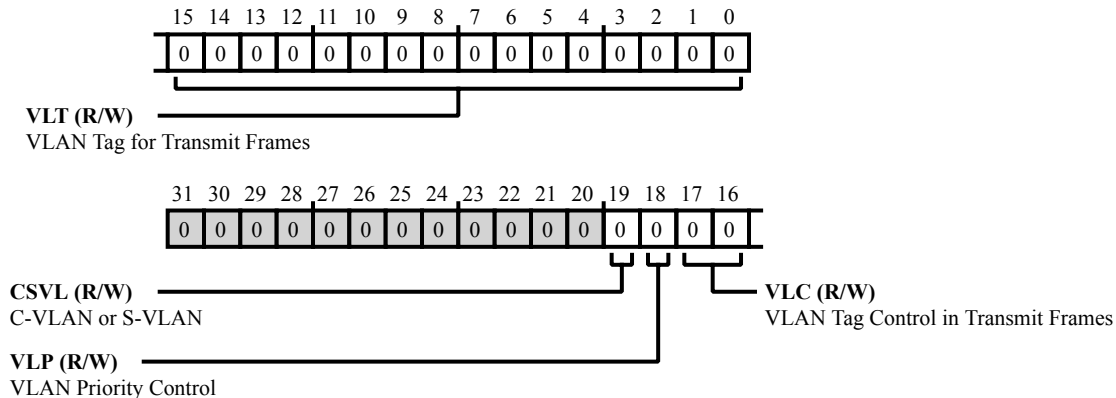 15 14 13 12 11 10 9 8 7 6 5 4 3 2 1 0
0 0 0 0 0 0 0 0 0 0 0 0 0 0 0 0
VLT (R/W)
VLAN Tag for Transmit Frames
31 30 29 28 27 26 25 24 23 22 21 20 19 18 17 16
0 0 0 0 0 0 0 0 0 0 0 0 0 0 0 0
CSVL (R/W)
C-VLAN or S-VLAN
VLC (R/W)
VLAN Tag Control in Transmit Frames
VLP (R/W)
VLAN Priority Control